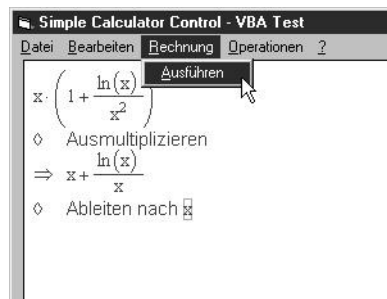 Simple Calculator Control - VBA Test
Datei Bearbeiten Rechnung Operationen ?
Ausführen
x·(1+ln(x)/x²)
◊ Ausmultiplizieren
⇒ x+ln(x)/x
◊ Ableiten nach x